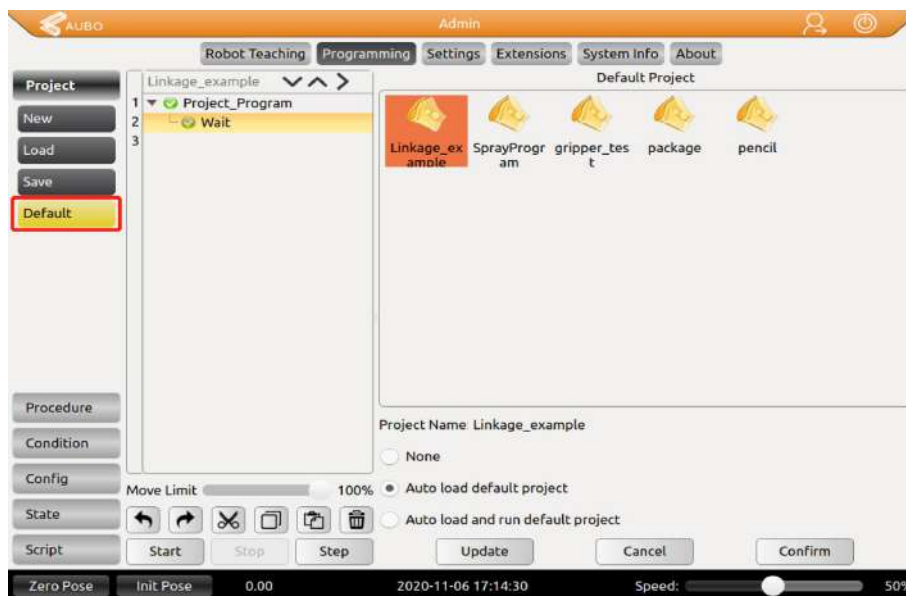 AUBO
Admin
Robot Teaching Programming Settings Extensions System Info About
Project
New
Load
Save
Default
Procedure
Condition
Config
State
Script
Linkage_example
1 Project_Program
2 Wait
3
Move Limit 100%
Start Stop Step
Default Project
Linkage_ex
ample
SprayProgr
am
gripper_tes
t
package
pencil
Project Name: Linkage_example
None
Auto load default project
Auto load and run default project
Update Cancel Confirm
Zero Pose Init Pose 0.00 2020-11-06 17:14:30 Speed: 50%